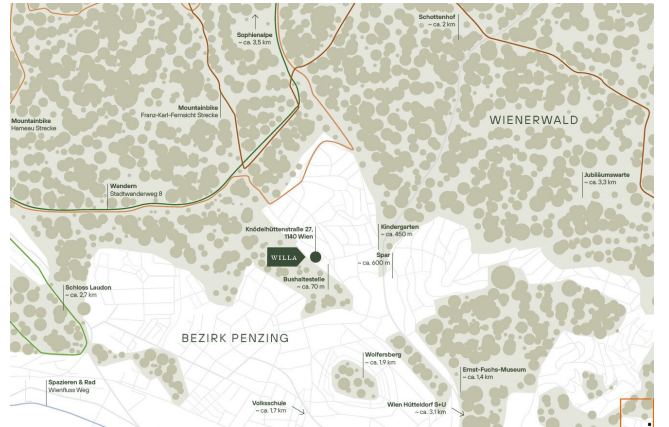 Sophienalpe
~ ca. 3,5 km
Schottenhof
~ ca. 2 km
Mountainbike
Hameau Strecke
Mountainbike
Franz-Karl-Fernsicht Strecke
WIENERWALD
Jubiläumswarte
~ ca. 3,3 km
Wandern
Stadtwanderweg 8
Knödelhüttenstraße 27,
1140 Wien
WILLA
Kindergarten
~ ca. 450 m
Spar
~ ca. 600 m
Bushaltestelle
~ ca. 70 m
Schloss Laudon
~ ca. 2,7 km
BEZIRK PENZING
Wolfersberg
~ ca. 1,9 km
Ernst-Fuchs-Museum
~ ca. 1,4 km
Spazieren & Rad
Wienfluss Weg
Volksschule
~ ca. 1,7 km
Wien Hütteldorf S+U
~ ca. 3,1 km